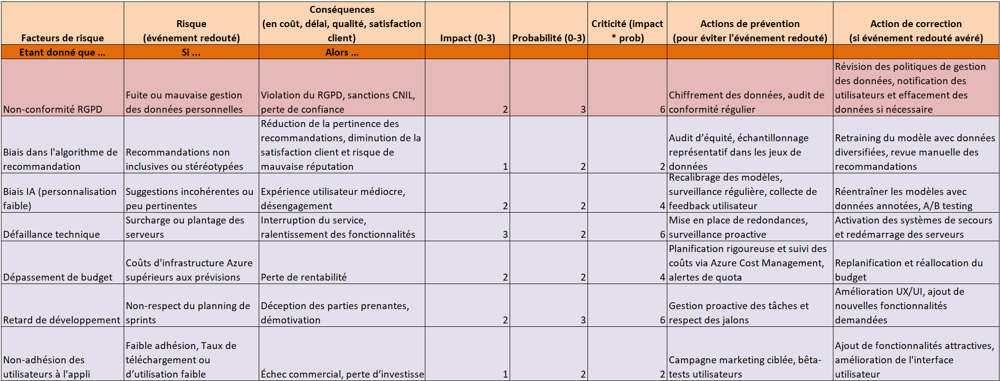 Facteurs de risque
Risque
(événement redouté)
Conséquences
(en coût, délai, qualité, satisfaction
client)
Impact (0-3)
Probabilité (0-3)
Criticité (impact
* prob)
Actions de prévention
(pour éviter l'événement redouté)
Action de correction
(si événement redouté avéré)
Etant donné que ...
Si ...
Alors ...
Non-conformité RGPD
Fuite ou mauvaise gestion
des données personnelles
Violation du RGPD, sanctions CNIL,
perte de confiance
2
3
6
Chiffrement des données, audit de
conformité régulier
Révision des politiques de gestion
des données, notification des
utilisateurs et effacement des
données si nécessaire
Biais dans l'algorithme de
recommandation
Recommandations non
inclusives ou stéréotypées
Réduction de la pertinence des
recommandations, diminution de la
satisfaction client et risque de
mauvaise réputation
1
2
2
Audit d’équité, échantillonnage
représentatif dans les jeux de
données
Retraining du modèle avec données
diversifiées, revue manuelle des
recommandations
Biais IA (personnalisation
faible)
Suggestions incohérentes ou
peu pertinentes
Expérience utilisateur médiocre,
désengagement
2
2
4
Recalibrage des modèles,
surveillance régulière, collecte de
feedback utilisateur
Réentraîner les modèles avec
données annotées, A/B testing
Défaillance technique
Surcharge ou plantage des
serveurs
Interruption du service,
ralentissement des fonctionnalités
3
2
6
Mise en place de redondances,
surveillance proactive
Activation des systèmes de secours
et redémarrage des serveurs
Dépassement de budget
Coûts d'infrastructure Azure
supérieurs aux prévisions
Perte de rentabilité
2
2
4
Planification rigoureuse et suivi des
coûts via Azure Cost Management,
alertes de quota
Replanification et réallocation du
budget
Retard de développement
Non-respect du planning de
sprints
Déception des parties prenantes,
démotivation
2
3
6
Gestion proactive des tâches et
respect des jalons
Amélioration UX/UI, ajout de
nouvelles fonctionnalités
demandées
Non-adhésion des
utilisateurs à l'appli
Faible adhésion, Taux de
téléchargement ou
d’utilisation faible
Échec commercial, perte d’investisse
1
2
2
Campagne marketing ciblée, bêta-
tests utilisateurs
Ajout de fonctionnalités attractives,
amélioration de l'interface
utilisateur